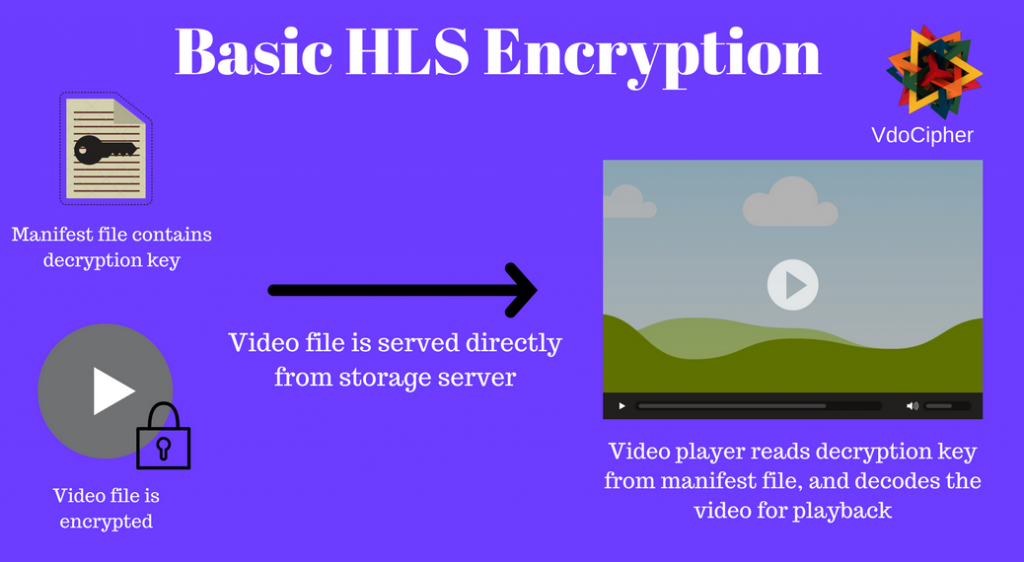 Basic HLS Encryption
VdoCipher
Manifest file contains
decryption key
Video file is served directly
from storage server
Video file is
encrypted
Video player reads decryption key
from manifest file, and decodes the
video for playback